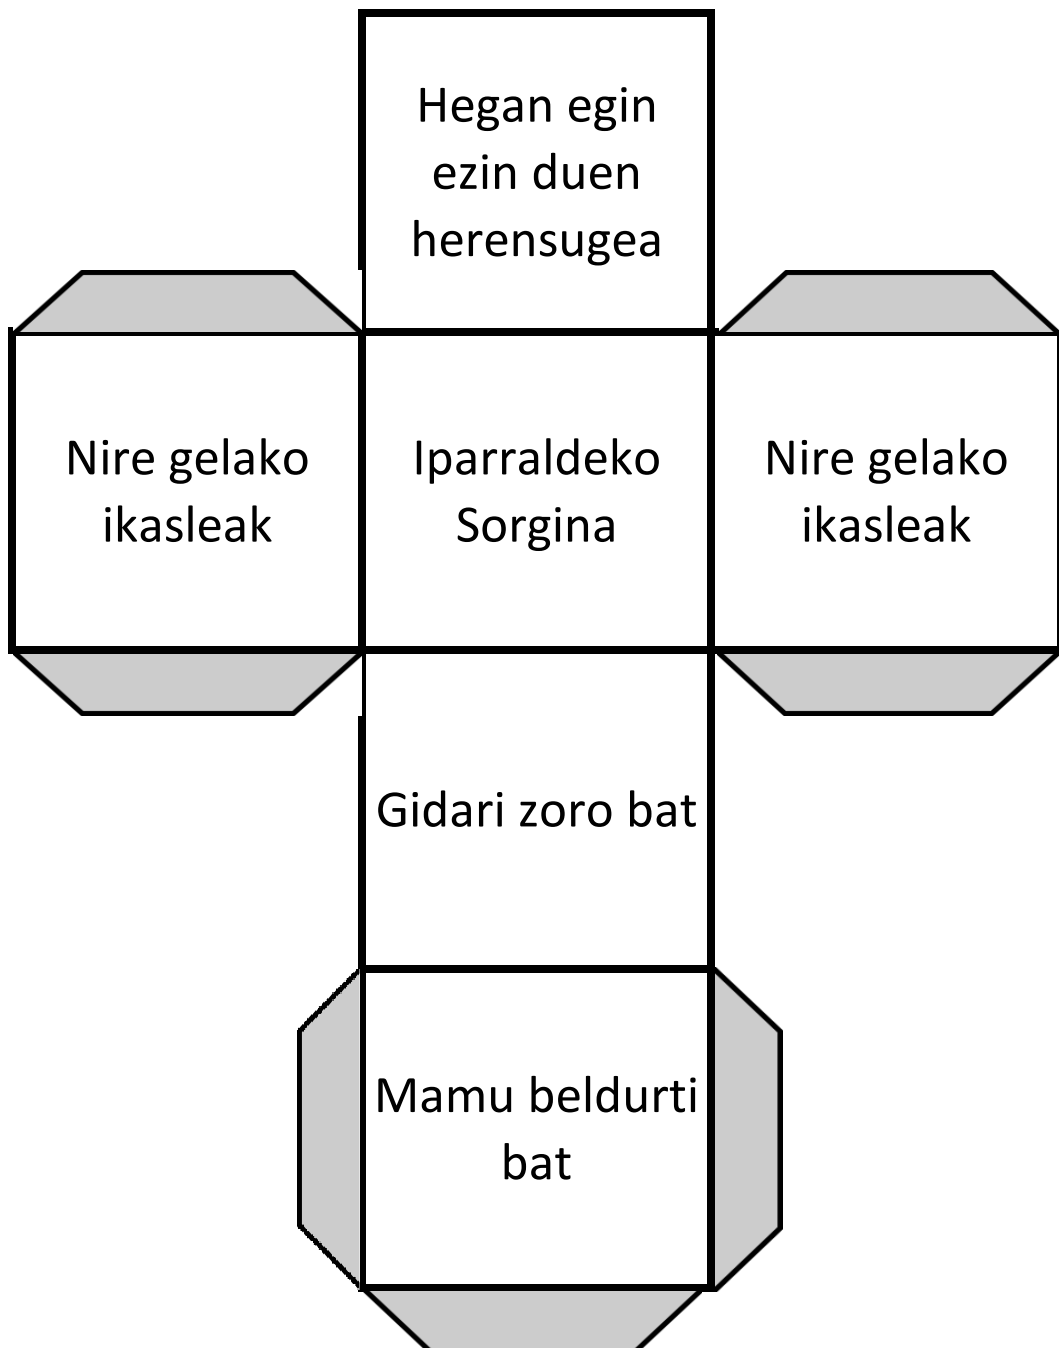 Hegan egin
ezin duen
herensugea
Nire gelako
ikasleak
Iparraldeko
Sorgina
Nire gelako
ikasleak
Gidari zoro bat
Mamu beldurti
bat